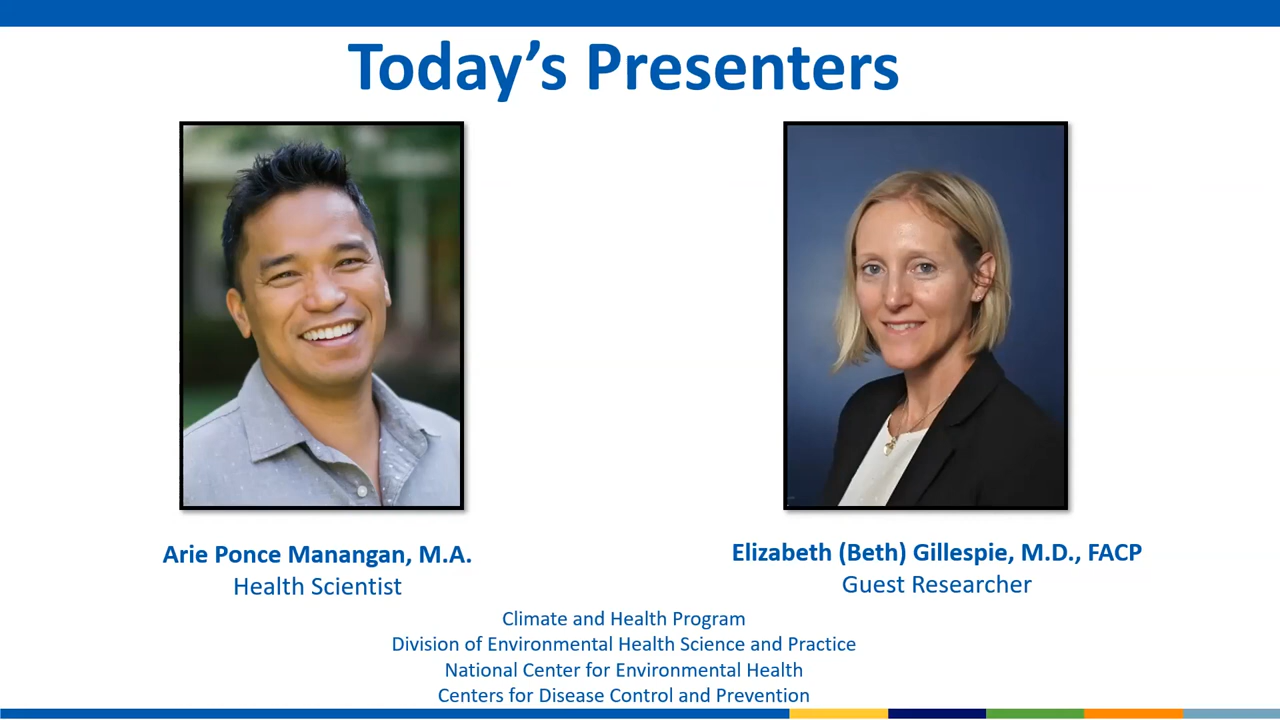 Today’s Presenters
Arie Ponce Manangan, M.A.
Health Scientist
Elizabeth (Beth) Gillespie, M.D., FACP
Guest Researcher
Climate and Health Program
Division of Environmental Health Science and Practice
National Center for Environmental Health
Centers for Disease Control and Prevention